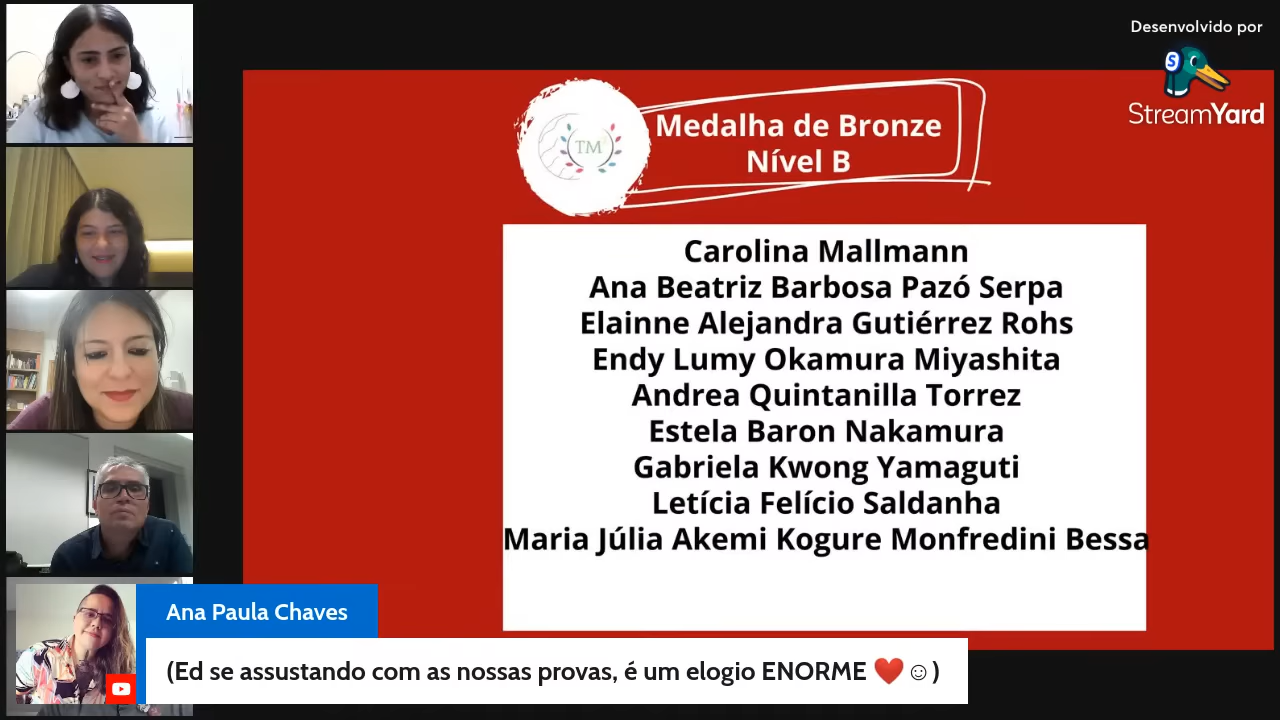 Desenvolvido por
StreamYard
TM
Medalha de Bronze
Nível B
Carolina Mallmann
Ana Beatriz Barbosa Pazó Serpa
Elainne Alejandra Gutiérrez Rohs
Endy Lumy Okamura Miyashita
Andrea Quintanilla Torrez
Estela Baron Nakamura
Gabriela Kwong Yamaguti
Letícia Felício Saldanha
Maria Júlia Akemi Kogure Monfredini Bessa
Ana Paula Chaves
(Ed se assustando com as nossas provas, é um elogio ENORME ❤️☺)